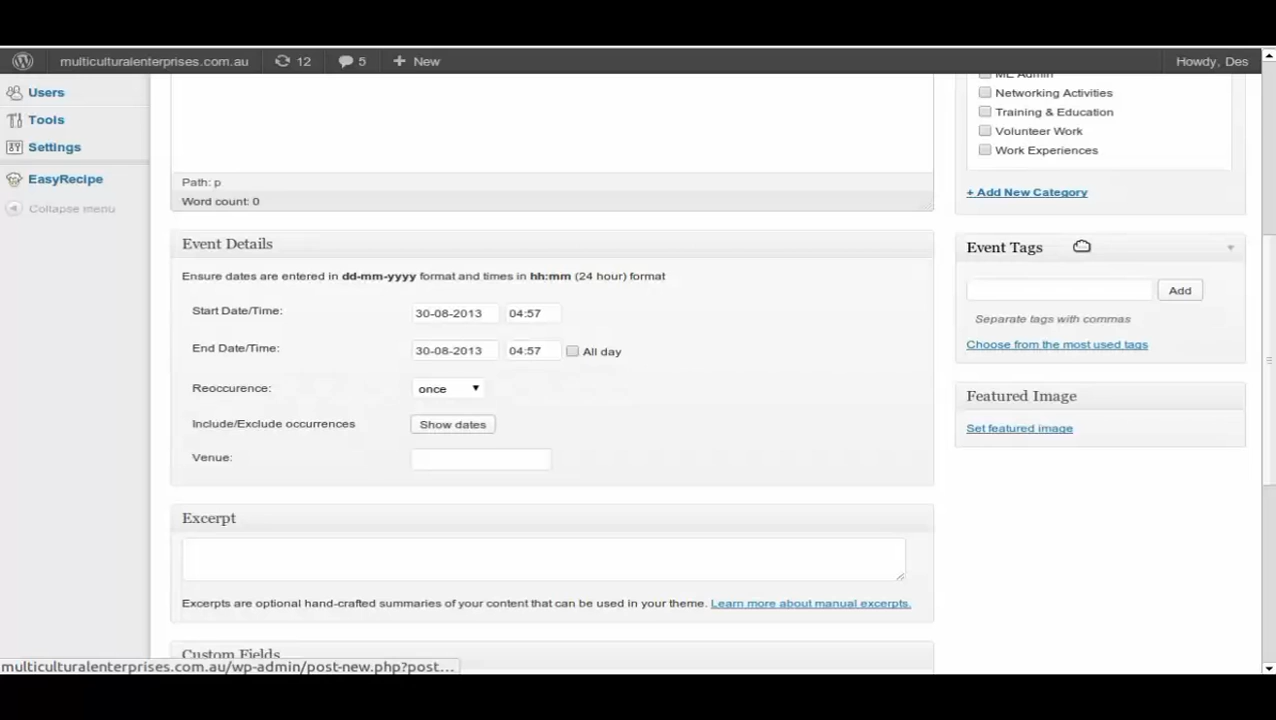 multiculturalenterprises.com.au 12 5 + New Howdy, Des
Users
Tools
Settings
EasyRecipe
Collapse menu
Path: p
Word count: 0
Event Details
Ensure dates are entered in dd-mm-yyyy format and times in hh:mm (24 hour) format
Start Date/Time: 30-08-2013 04:57
End Date/Time: 30-08-2013 04:57 All day
Reoccurence: once
Include/Exclude occurrences Show dates
Venue:
Excerpt
Excerpts are optional hand-crafted summaries of your content that can be used in your theme. Learn more about manual excerpts.
Custom Fields
ME Admin
Networking Activities
Training & Education
Volunteer Work
Work Experiences
+ Add New Category
Event Tags
Add
Separate tags with commas
Choose from the most used tags
Featured Image
Set featured image
multiculturalenterprises.com.au/wp-admin/post-new.php?post...